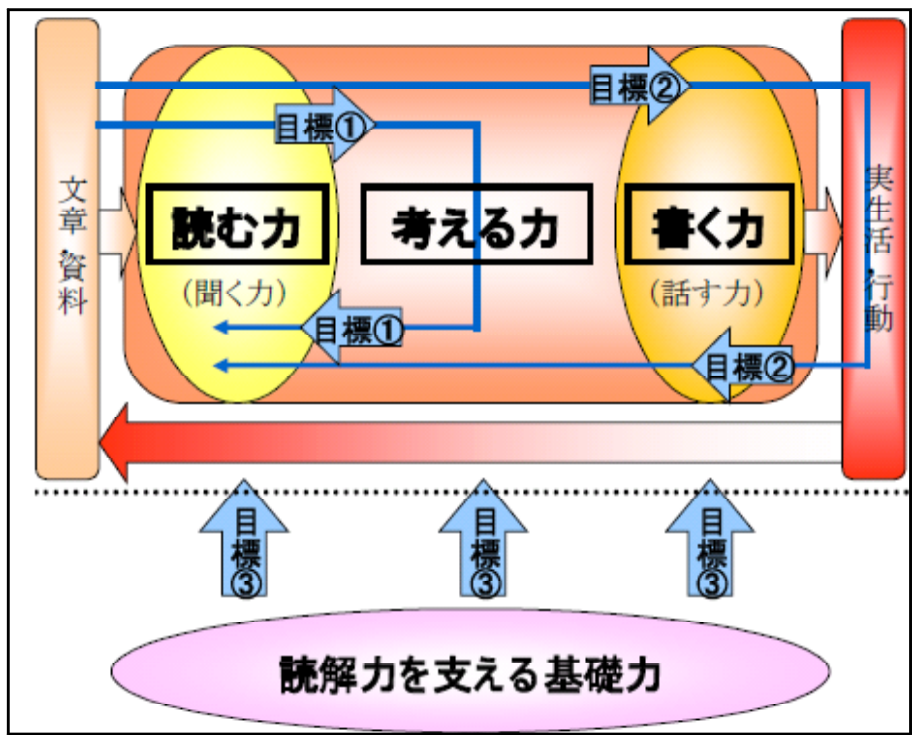 文章・資料
目標①
目標②
読む力
(聞く力)
考える力
書く力
(話す力)
目標①
目標②
実生活・行動
目標③
目標③
目標③
読解力を支える基礎力